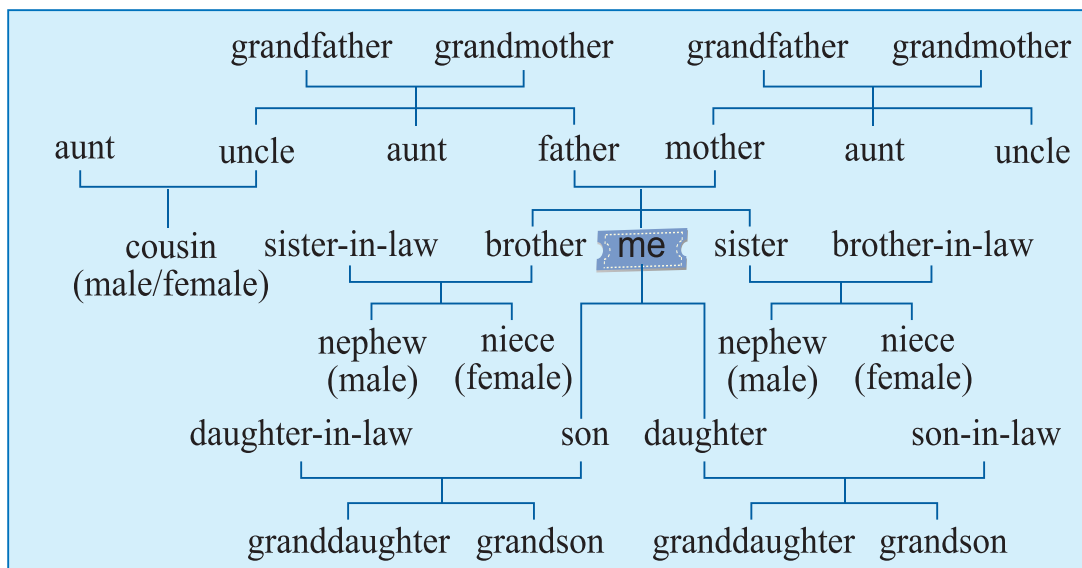 grandfather grandmother grandfather grandmother
aunt uncle aunt father mother aunt uncle
cousin sister-in-law brother me sister brother-in-law
(male/female)
nephew niece nephew niece
(male) (female) (male) (female)
daughter-in-law son daughter son-in-law
granddaughter grandson granddaughter grandson